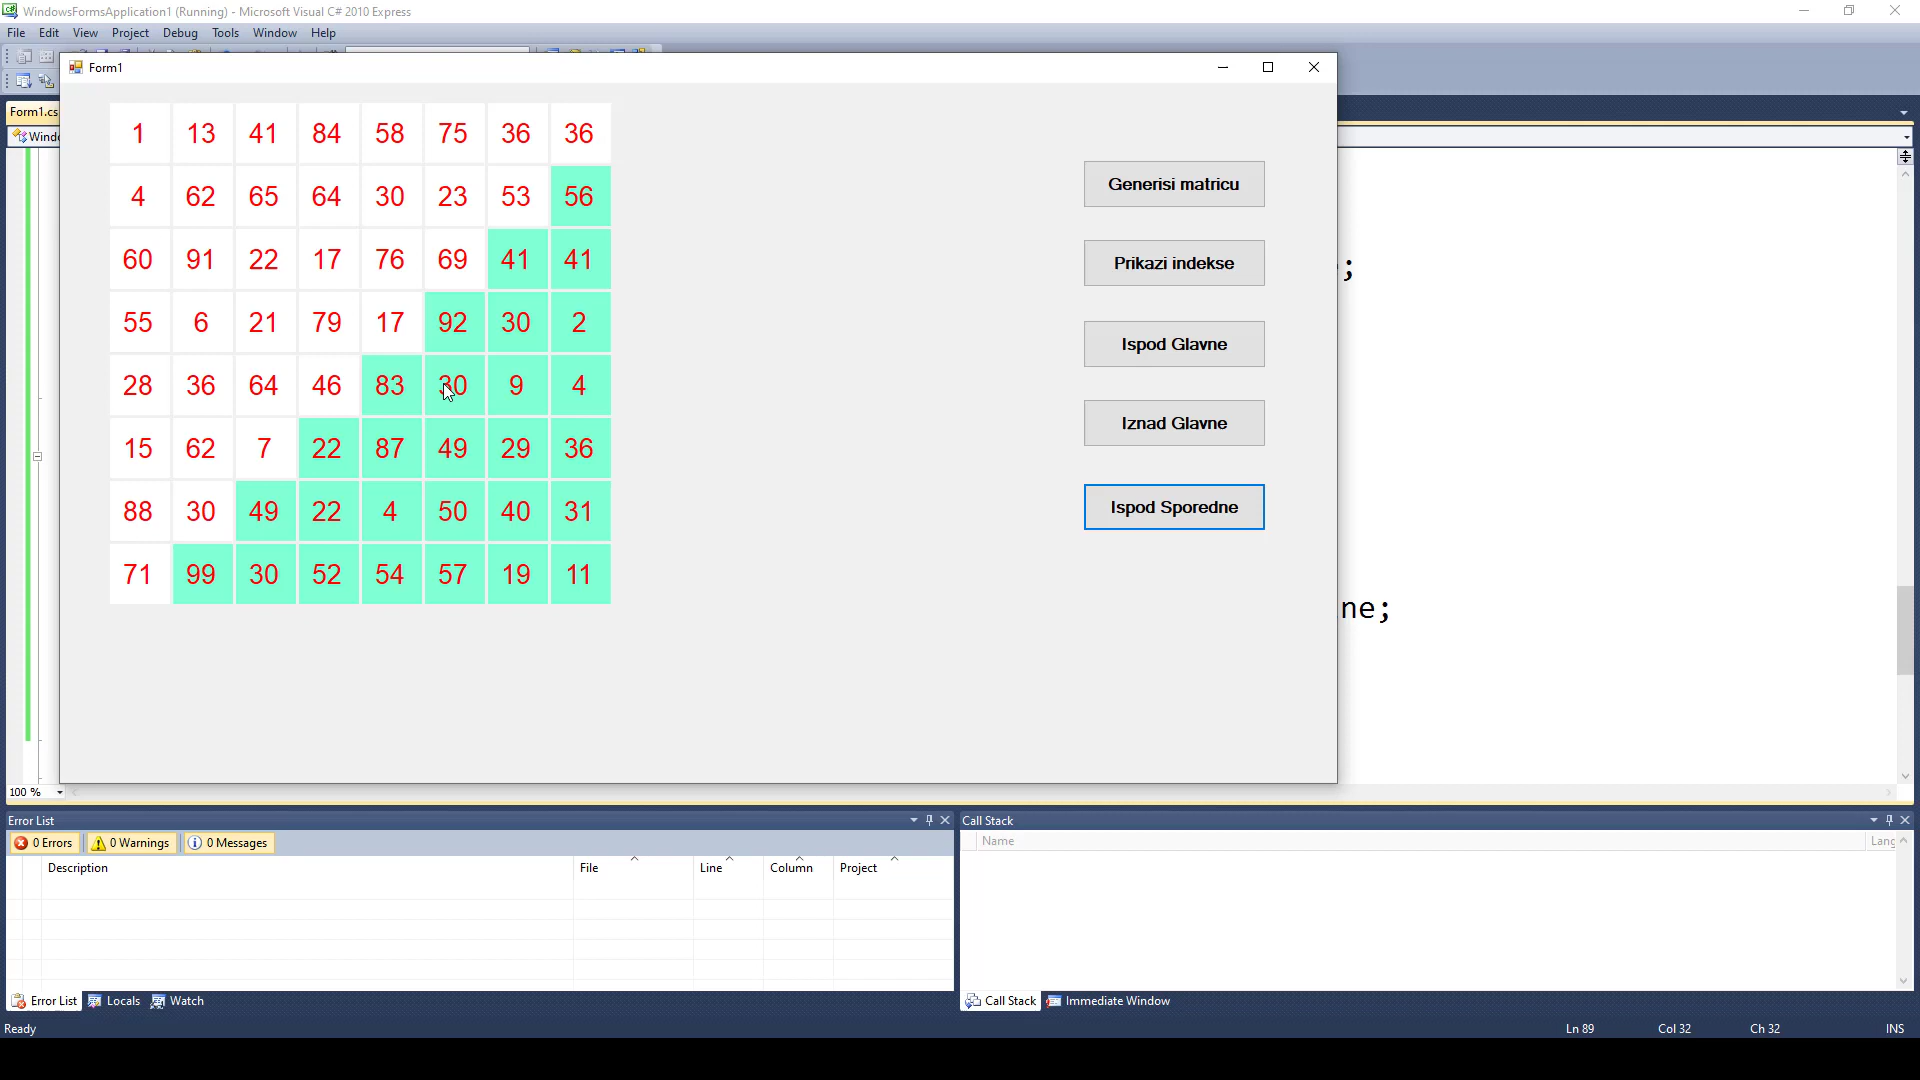 WindowsFormsApplication1 (Running) - Microsoft Visual C# 2010 Express
File Edit View Project Debug Tools Window Help
Form1
Form1.cs
Windo
1 13 41 84 58 75 36 36
4 62 65 64 30 23 53 56
60 91 22 17 76 69 41 41
55 6 21 79 17 92 30 2
28 36 64 46 83 30 9 4
15 62 7 22 87 49 29 36
88 30 49 22 4 50 40 31
71 99 30 52 54 57 19 11
Generisi matricu
Prikazi indekse
Ispod Glavne
Iznad Glavne
Ispod Sporedne
;
ne;
100 %
Error List
0 Errors 0 Warnings 0 Messages
Description File Line Column Project
Error List Locals Watch
Call Stack
Name Lang
Call Stack Immediate Window
Ready Ln 89 Col 32 Ch 32 INS